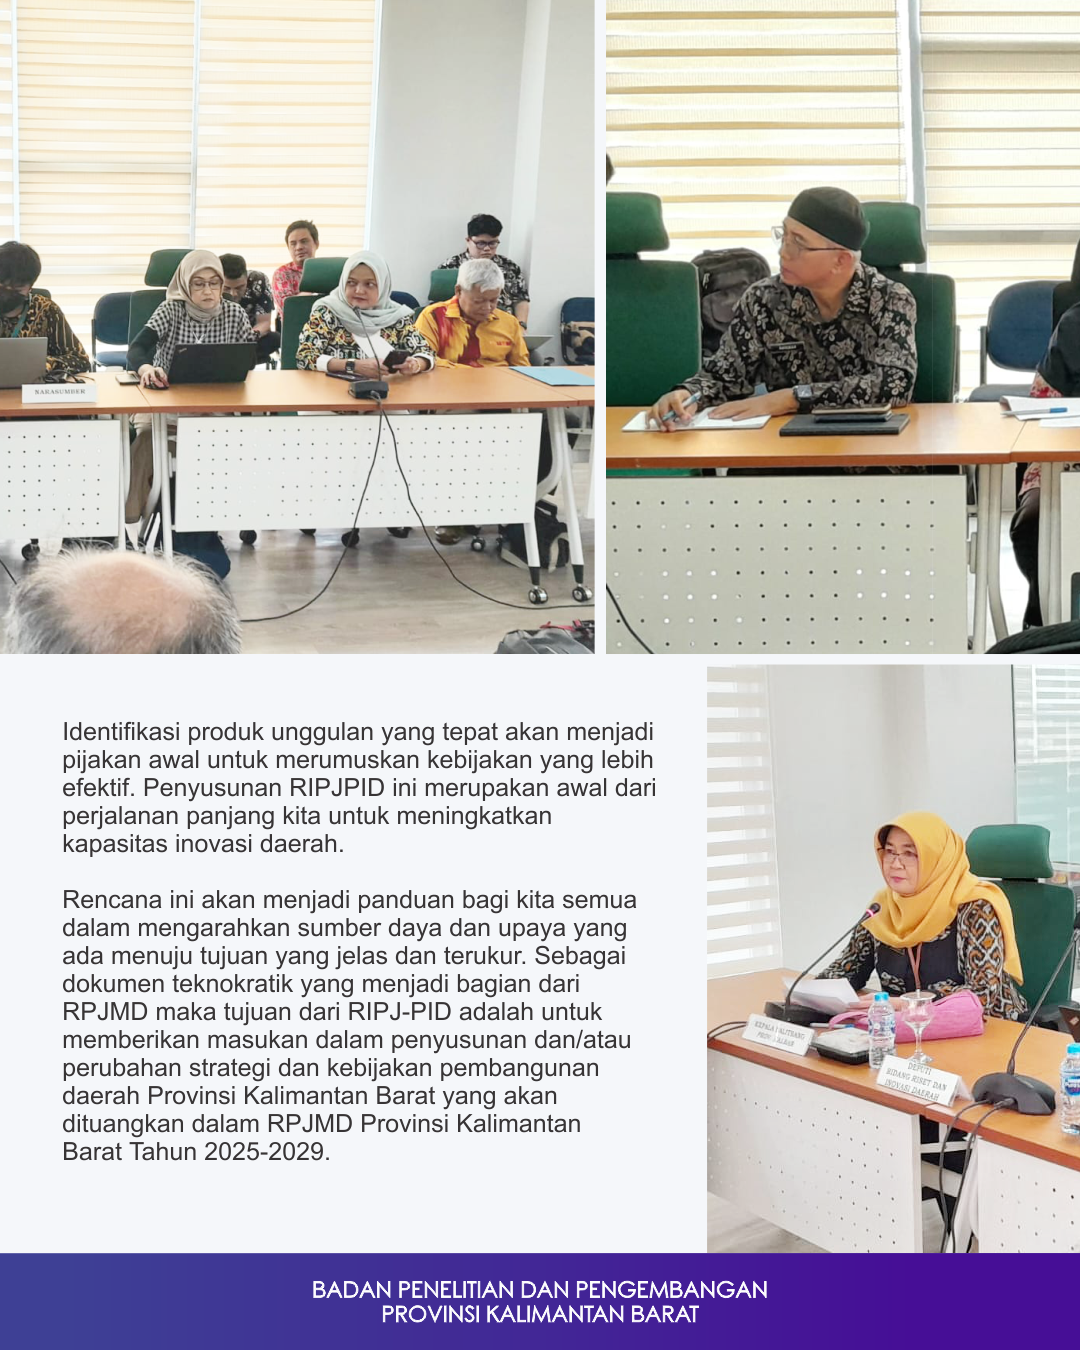 NARASUMBER
Identifikasi produk unggulan yang tepat akan menjadi
pijakan awal untuk merumuskan kebijakan yang lebih
efektif. Penyusunan RIPJPID ini merupakan awal dari
perjalanan panjang kita untuk meningkatkan
kapasitas inovasi daerah.
Rencana ini akan menjadi panduan bagi kita semua
dalam mengarahkan sumber daya dan upaya yang
ada menuju tujuan yang jelas dan terukur. Sebagai
dokumen teknokratik yang menjadi bagian dari
RPJMD maka tujuan dari RIPJ-PID adalah untuk
memberikan masukan dalam penyusunan dan/atau
perubahan strategi dan kebijakan pembangunan
daerah Provinsi Kalimantan Barat yang akan
dituangkan dalam RPJMD Provinsi Kalimantan
Barat Tahun 2025-2029.
KEPALA BALITBANG
PROV. KALBAR
DEPUTI
BIDANG RISET DAN
INOVASI DAERAH
BADAN PENELITIAN DAN PENGEMBANGAN
PROVINSI KALIMANTAN BARAT